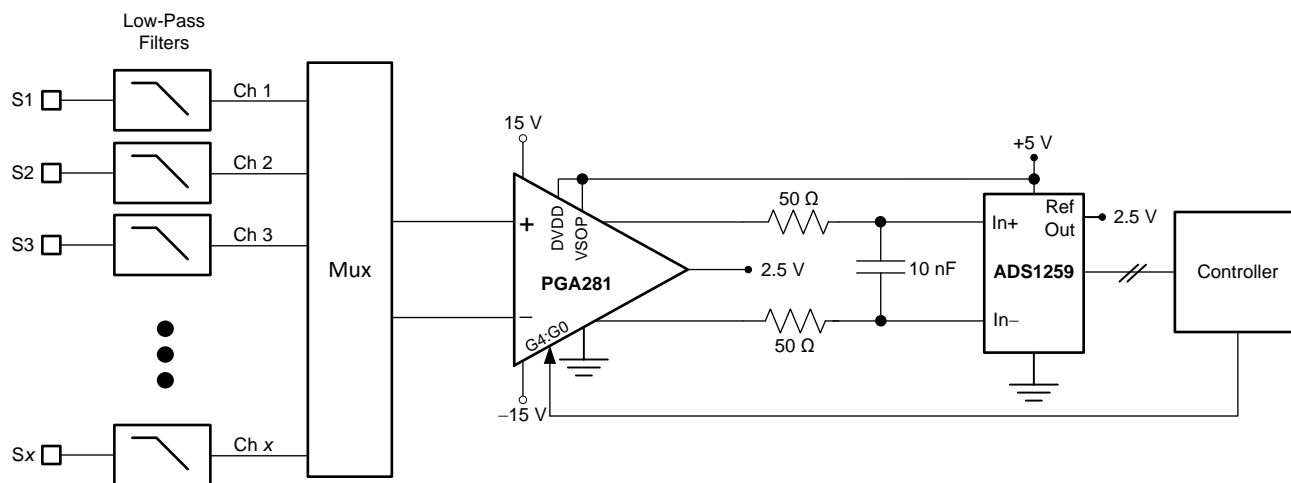 Low-Pass
Filters
S1
Ch 1
S2
Ch 2
S3
Ch 3
Sx
Ch x
Mux
15 V
+
−
DVDD
VSOP
PGA281
G4:G0
−15 V
2.5 V
50 Ω
50 Ω
10 nF
+5 V
In+
Ref
Out
2.5 V
ADS1259
In−
Controller